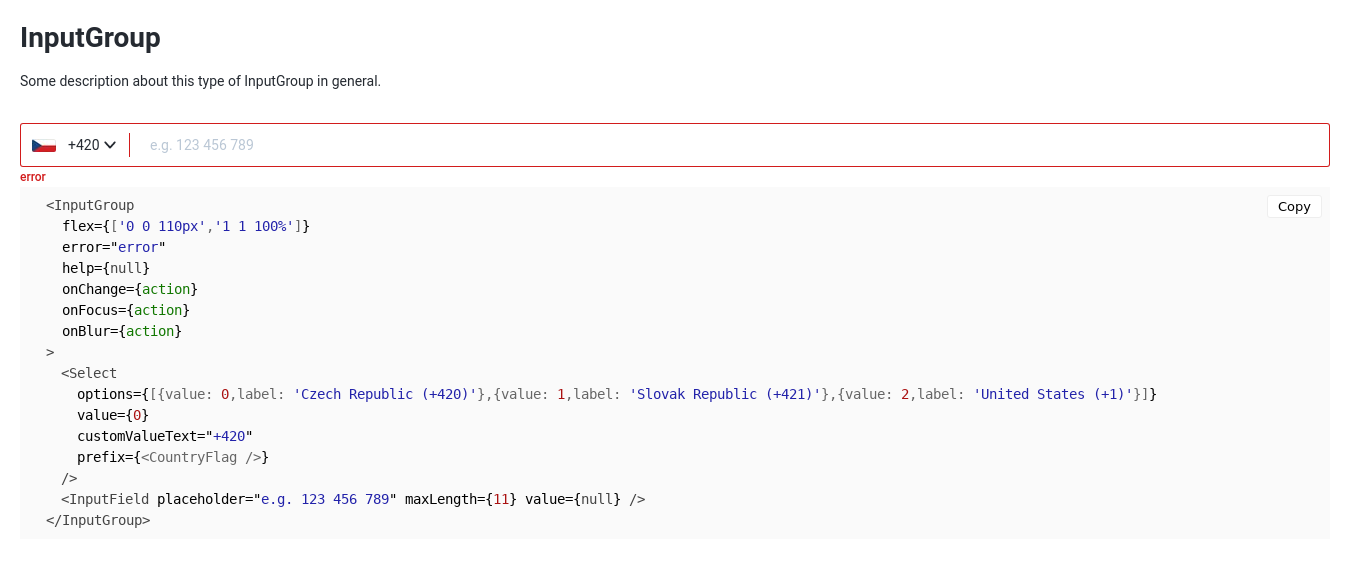 InputGroup
Some description about this type of InputGroup in general.
+420 e.g. 123 456 789
error
Copy
<InputGroup
flex={['0 0 110px','1 1 100%']}
error="error"
help={null}
onChange={action}
onFocus={action}
onBlur={action}
>
<Select
options={[{value: 0,label: 'Czech Republic (+420)'},{value: 1,label: 'Slovak Republic (+421)'},{value: 2,label: 'United States (+1)'}]}
value={0}
customValueText="+420"
prefix={<CountryFlag />}
/>
<InputField placeholder="e.g. 123 456 789" maxLength={11} value={null} />
</InputGroup>